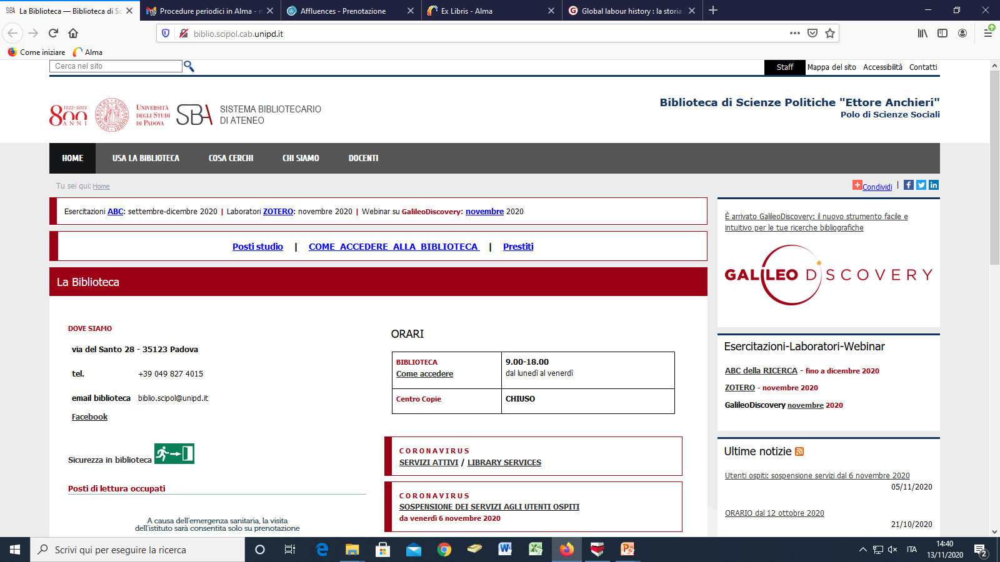 La Biblioteca — Biblioteca di Sc
Procedure periodici in Alma - r
Affluences - Prenotazione
Ex Libris - Alma
Global labour history : la storia
biblio.scipol.cab.unipd.it
Come iniziare
Alma
Cerca nel sito
Staff
Mappa del sito
Accessibilità
Contatti
1222-2022
800
ANNI
UNIVERSITÀ
DEGLI STUDI
DI PADOVA
SBA
SISTEMA BIBLIOTECARIO
DI ATENEO
Biblioteca di Scienze Politiche "Ettore Anchieri"
Polo di Scienze Sociali
HOME
USA LA BIBLIOTECA
COSA CERCHI
CHI SIAMO
DOCENTI
Tu sei qui: Home
Condividi |
Esercitazioni ABC: settembre-dicembre 2020 | Laboratori ZOTERO: novembre 2020 | Webinar su GalileoDiscovery: novembre 2020
Posti studio | COME ACCEDERE ALLA BIBLIOTECA | Prestiti
La Biblioteca
DOVE SIAMO
via del Santo 28 - 35123 Padova
tel. +39 049 827 4015
email biblioteca biblio.scipol@unipd.it
Facebook
Sicurezza in biblioteca
Posti di lettura occupati
A causa dell'emergenza sanitaria, la visita
dell'istituto sarà consentita solo su prenotazione
ORARI
BIBLIOTECA
Come accedere
9.00-18.00
dal lunedì al venerdì
Centro Copie
CHIUSO
CORONAVIRUS
SERVIZI ATTIVI / LIBRARY SERVICES
CORONAVIRUS
SOSPENSIONE DEI SERVIZI AGLI UTENTI OSPITI
da venerdì 6 novembre 2020
È arrivato GalileoDiscovery: il nuovo strumento facile e
intuitivo per le tue ricerche bibliografiche
GALILEO DISCOVERY
Esercitazioni-Laboratori-Webinar
ABC della RICERCA - fino a dicembre 2020
ZOTERO - novembre 2020
GalileoDiscovery novembre 2020
Ultime notizie
Utenti ospiti: sospensione servizi dal 6 novembre 2020
05/11/2020
ORARIO dal 12 ottobre 2020
21/10/2020
Scrivi qui per eseguire la ricerca
ITA
14:40
13/11/2020
2